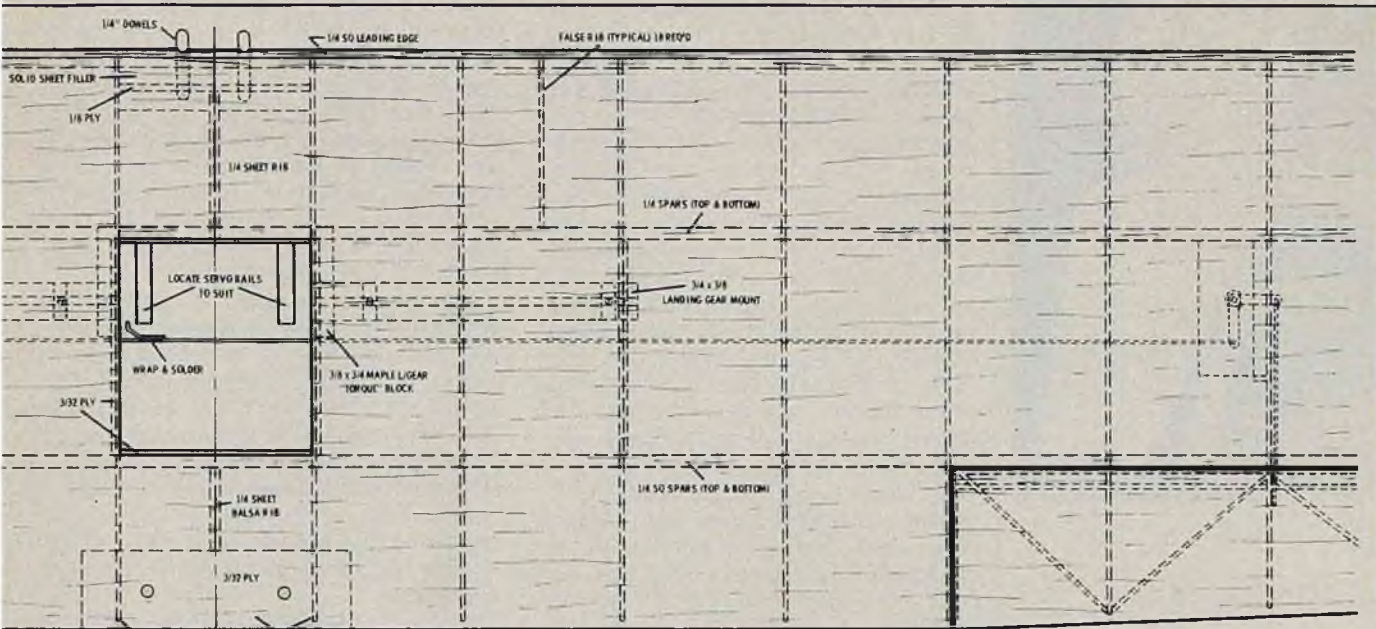 1/4" DOWELS
1/4 SQ LEADING EDGE
FALSE RIB (TYPICAL) 18 REQ'D
SOLID SHEET FILLER
1/8 PLY
1/4 SHEET RIB
1/4 SPARS (TOP & BOTTOM)
LOCATE SERVO RAILS
TO SUIT
3/4 x 3/8
LANDING GEAR MOUNT
WRAP & SOLDER
3/8 x 3/4 MAPLE L/GEAR
"TORQUE" BLOCK
3/32 PLY
1/4 SQ SPARS (TOP & BOTTOM)
1/4 SHEET
BALSA RIB
3/32 PLY